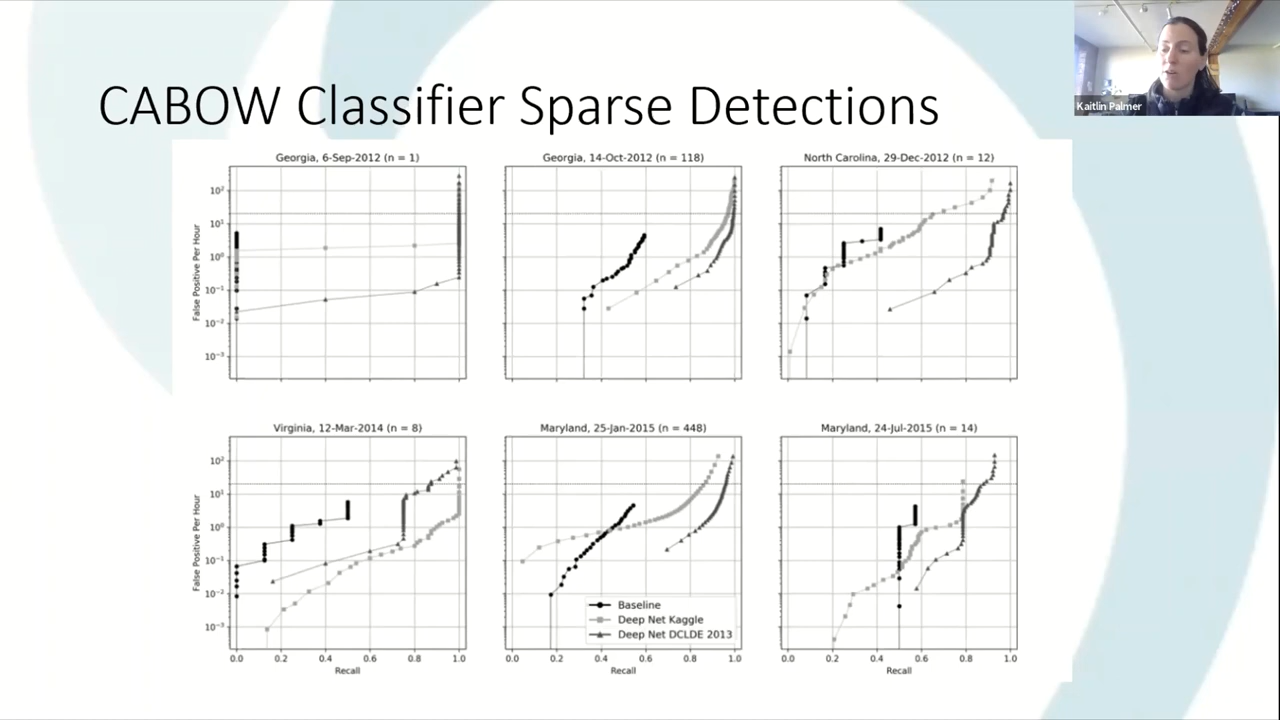 Kaitlin Palmer
CABOW Classifier Sparse Detections
Georgia, 6-Sep-2012 (n = 1)
Georgia, 14-Oct-2012 (n = 118)
North Carolina, 29-Dec-2012 (n = 12)
False Positive Per Hour
10²
10¹
10⁰
10⁻¹
10⁻²
10⁻³
Virginia, 12-Mar-2014 (n = 8)
Maryland, 25-Jan-2015 (n = 448)
Maryland, 24-Jul-2015 (n = 14)
False Positive Per Hour
10²
10¹
10⁰
10⁻¹
10⁻²
10⁻³
Baseline
Deep Net Kaggle
Deep Net DCLDE 2013
0.0 0.2 0.4 0.6 0.8 1.0
0.0 0.2 0.4 0.6 0.8 1.0
0.0 0.2 0.4 0.6 0.8 1.0
Recall
Recall
Recall